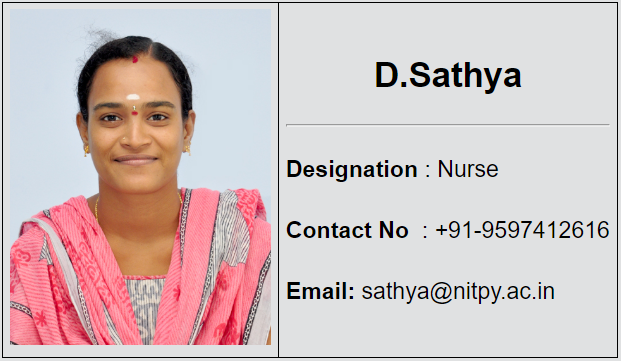 D.Sathya
Designation : Nurse
Contact No  : +91-9597412616
Email: sathya@nitpy.ac.in